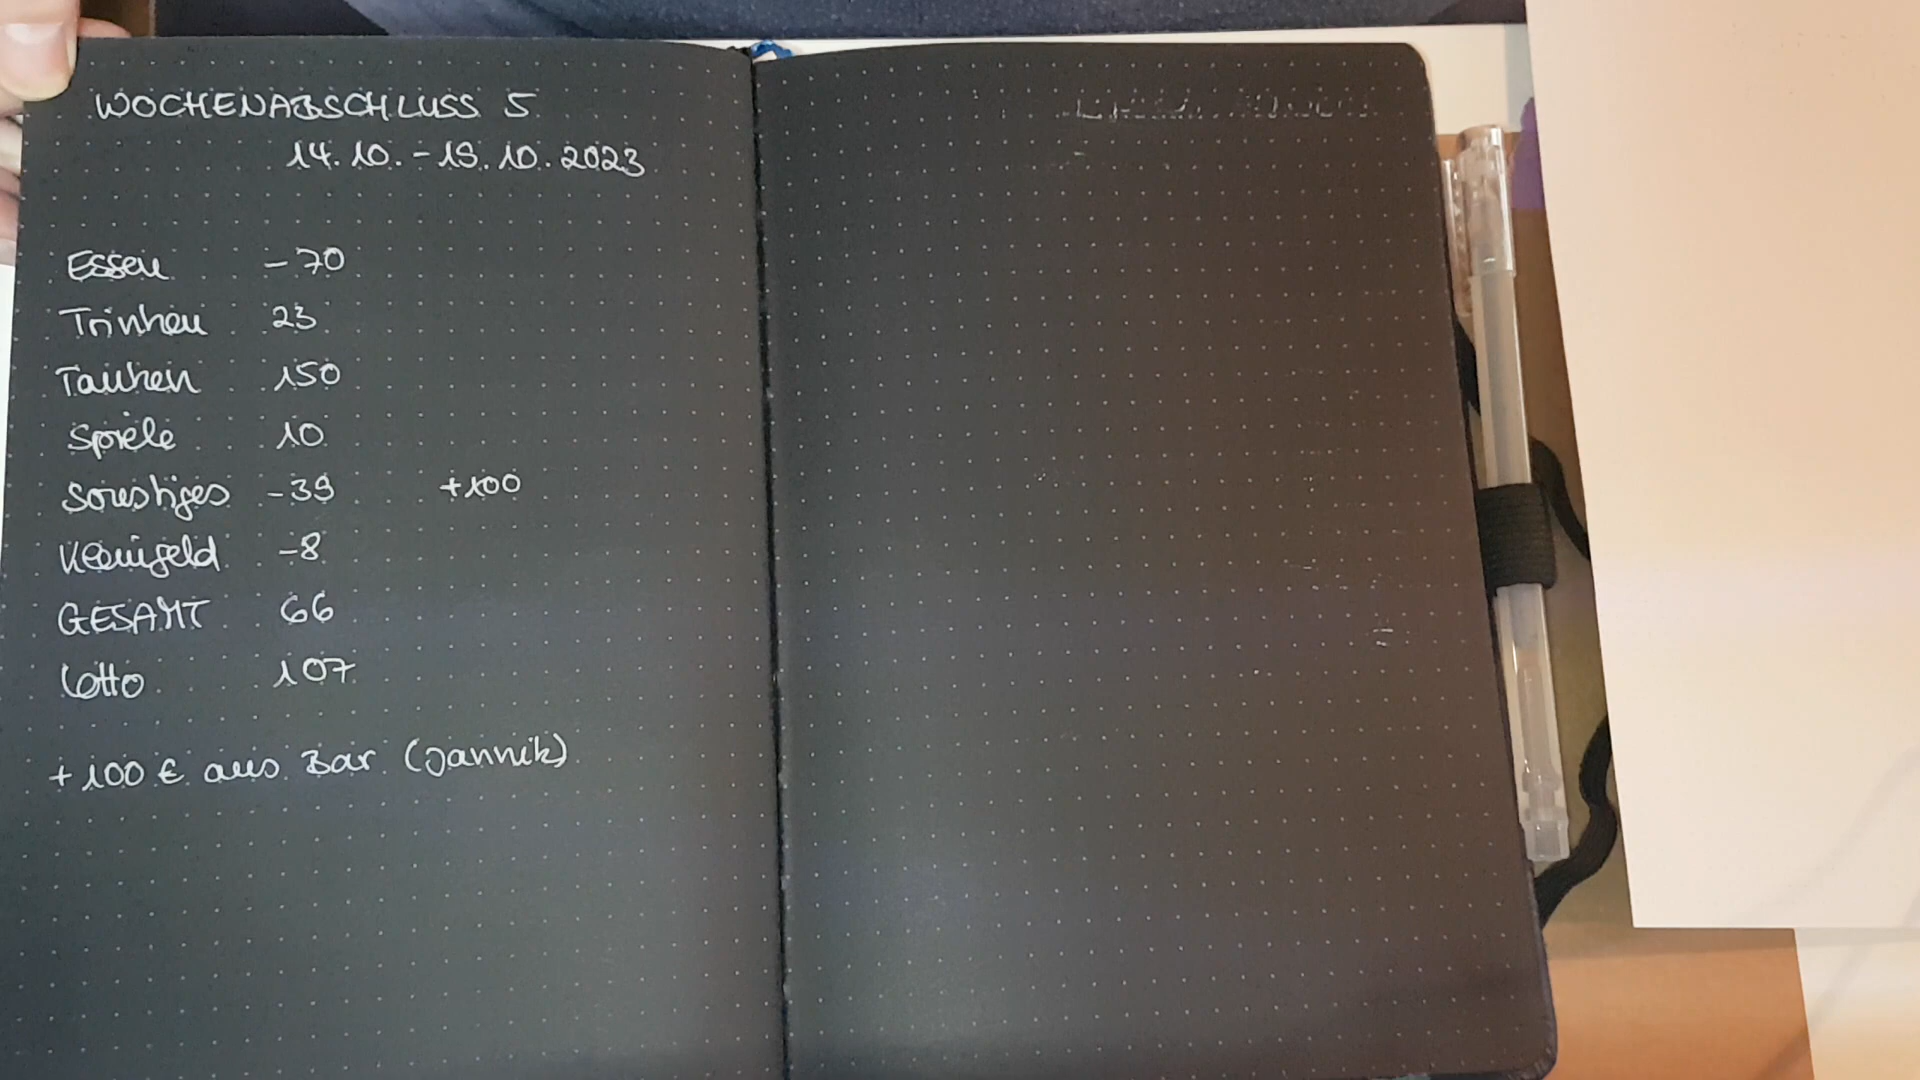 WOCHENABSCHLUSS 5
14.10.-19.10.2023
Essen -70
Trinken 23
Tanken 150
Spiele 10
Sonstiges -39 +100
Kleingeld -8
GESAMT 66
Lotto 107
+100€ aus Bar (Jannik)